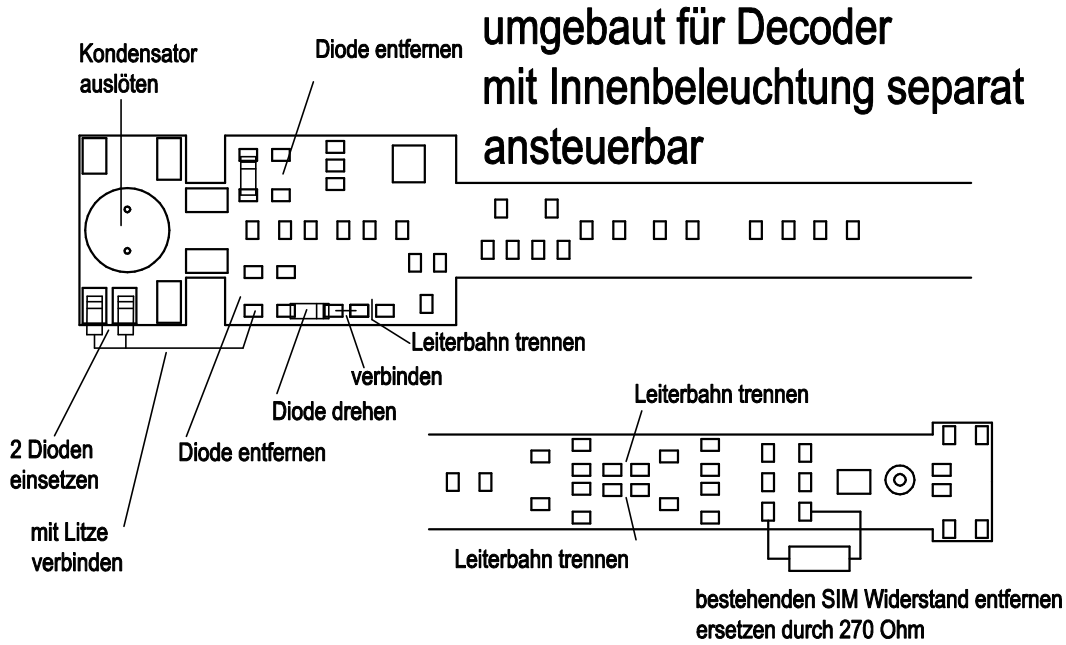 umgebaut für Decoder
mit Innenbeleuchtung separat
ansteuerbar
Kondensator
auslöten
Diode entfernen
Leiterbahn trennen
verbinden
Diode drehen
Diode entfernen
2 Dioden
einsetzen
mit Litze
verbinden
Leiterbahn trennen
Leiterbahn trennen
bestehenden SIM Widerstand entfernen
ersetzen durch 270 Ohm